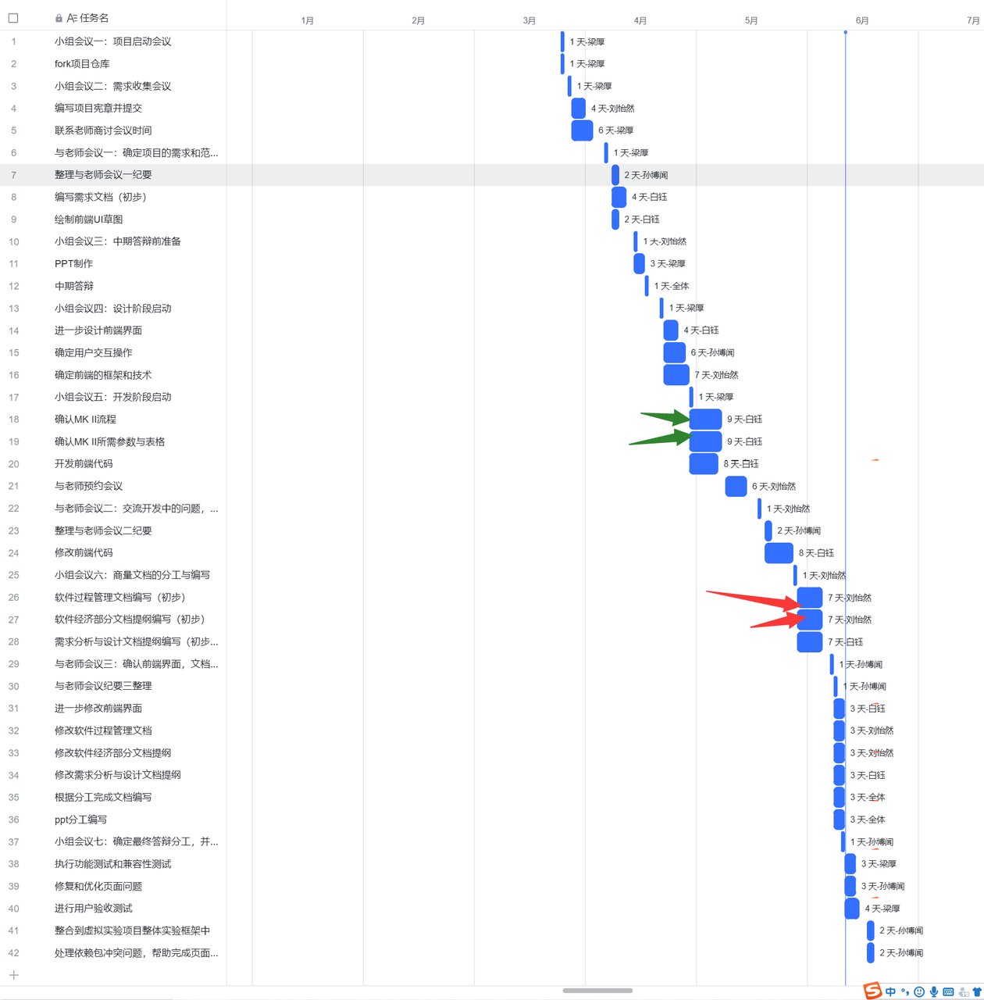 任务名
1月 2月 3月 4月 5月 6月 7月
1 小组会议一：项目启动会议 1 天-梁厚
2 fork项目仓库 1 天-梁厚
3 小组会议二：需求收集会议 1 天-梁厚
4 编写项目宪章并提交 4 天-刘怡然
5 联系老师商讨会议时间 6 天-梁厚
6 与老师会议一：确定项目的需求和范... 1 天-梁厚
7 整理与老师会议一纪要 2 天-孙博闻
8 编写需求文档（初步） 4 天-白钰
9 绘制前端UI草图 2 天-白钰
10 小组会议三：中期答辩前准备 1 天-刘怡然
11 PPT制作 3 天-梁厚
12 中期答辩 1 天-全体
13 小组会议四：设计阶段启动 1 天-梁厚
14 进一步设计前端界面 4 天-白钰
15 确定用户交互操作 6 天-孙博闻
16 确定前端的框架和技术 7 天-刘怡然
17 小组会议五：开发阶段启动 1 天-梁厚
18 确认MK II流程 9 天-白钰
19 确认MK II所需参数与表格 9 天-白钰
20 开发前端代码 8 天-白钰
21 与老师预约会议 6 天-刘怡然
22 与老师会议二：交流开发中的问题，... 1 天-刘怡然
23 整理与老师会议二纪要 2 天-孙博闻
24 修改前端代码 8 天-白钰
25 小组会议六：商量文档的分工与编写 1 天-刘怡然
26 软件过程管理文档编写（初步） 7 天-刘怡然
27 软件经济部分文档提纲编写（初步） 7 天-刘怡然
28 需求分析与设计文档提纲编写（初步... 7 天-白钰
29 与老师会议三：确认前端界面，文档... 1 天-孙博闻
30 与老师会议纪要三整理 1 天-孙博闻
31 进一步修改前端界面 3 天-白钰
32 修改软件过程管理文档 3 天-刘怡然
33 修改软件经济部分文档提纲 3 天-刘怡然
34 修改需求分析与设计文档提纲 3 天-白钰
35 根据分工完成文档编写 3 天-全体
36 ppt分工编写 3 天-全体
37 小组会议七：确定最终答辩分工，并... 1 天-孙博闻
38 执行功能测试和兼容性测试 3 天-梁厚
39 修复和优化页面问题 3 天-孙博闻
40 进行用户验收测试 4 天-梁厚
41 整合到虚拟实验项目整体实验框架中 2 天-孙博闻
42 处理依赖包冲突问题，帮助完成页面... 2 天-孙博闻
S 中